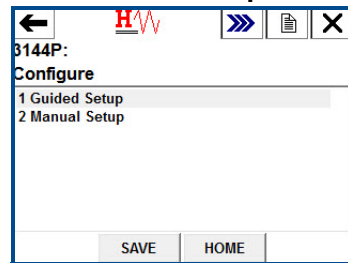 H
3144P:
Configure
1 Guided Setup
2 Manual Setup
SAVE HOME